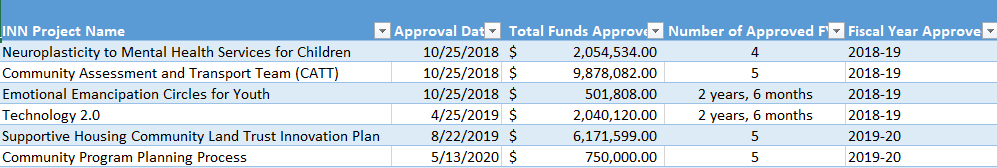 INN Project Name Approval Dat Total Funds Approve Number of Approved F Fiscal Year Approve
Neuroplasticity to Mental Health Services for Children 10/25/2018 $ 2,054,534.00 4 2018-19
Community Assessment and Transport Team (CATT) 10/25/2018 $ 9,878,082.00 5 2018-19
Emotional Emancipation Circles for Youth 10/25/2018 $ 501,808.00 2 years, 6 months 2018-19
Technology 2.0 4/25/2019 $ 2,040,120.00 2 years, 6 months 2018-19
Supportive Housing Community Land Trust Innovation Plan 8/22/2019 $ 6,171,599.00 5 2019-20
Community Program Planning Process 5/13/2020 $ 750,000.00 5 2019-20